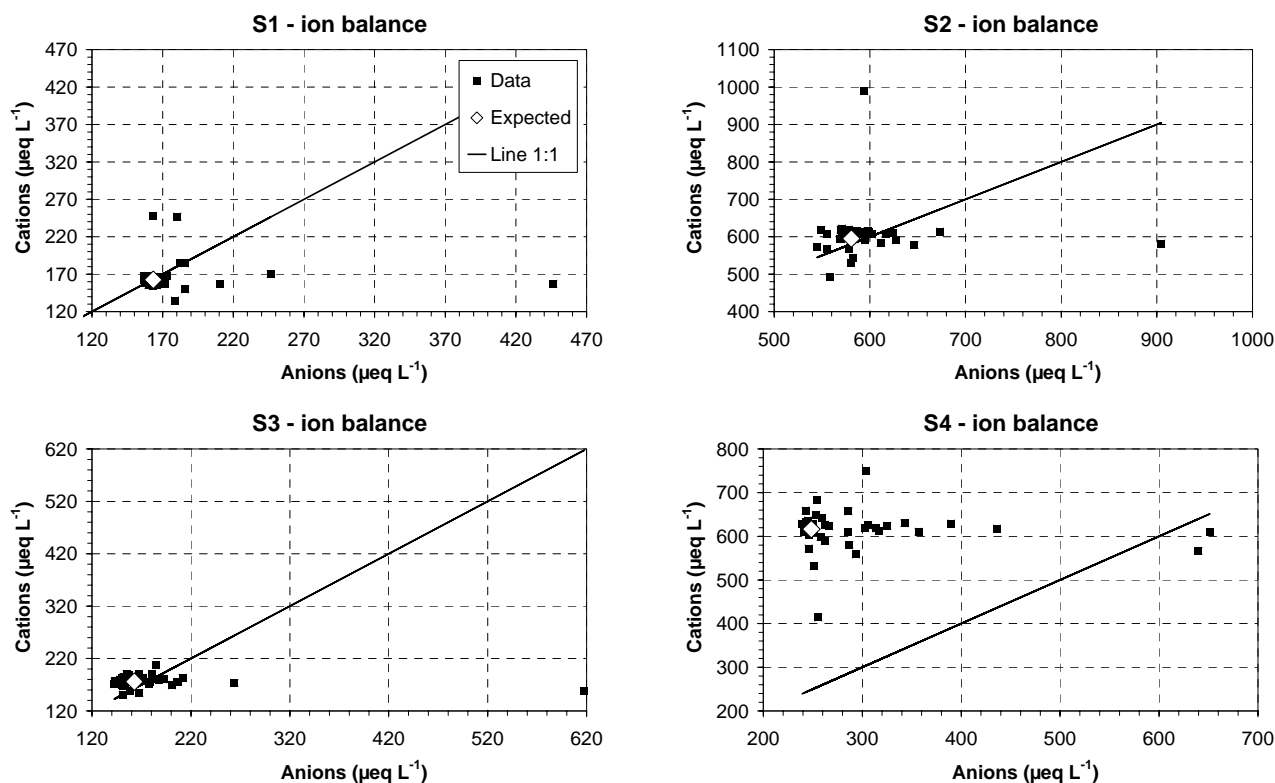 S1 - ion balance
Cations (µeq L-1)
470
420
370
320
270
220
170
120
120 170 220 270 320 370 420 470
Anions (µeq L-1)
Data
Expected
Line 1:1
S2 - ion balance
Cations (µeq L-1)
1100
1000
900
800
700
600
500
400
500 600 700 800 900 1000
Anions (µeq L-1)
S3 - ion balance
Cations (µeq L-1)
620
520
420
320
220
120
120 220 320 420 520 620
Anions (µeq L-1)
S4 - ion balance
Cations (µeq L-1)
800
700
600
500
400
300
200
200 300 400 500 600 700
Anions (µeq L-1)